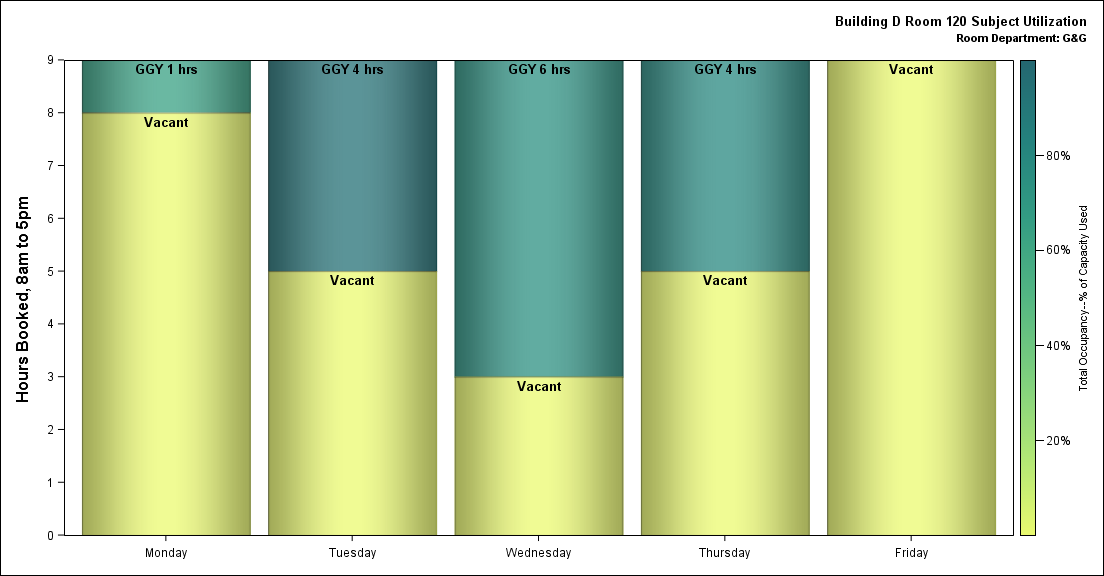 Building D Room 120 Subject Utilization
Room Department: G&G
Hours Booked, 8am to 5pm
9
8
7
6
5
4
3
2
1
0
GGY 1 hrs
Vacant
GGY 4 hrs
Vacant
GGY 6 hrs
Vacant
GGY 4 hrs
Vacant
Vacant
Monday
Tuesday
Wednesday
Thursday
Friday
80%
60%
40%
20%
Total Occupancy--% of Capacity Used